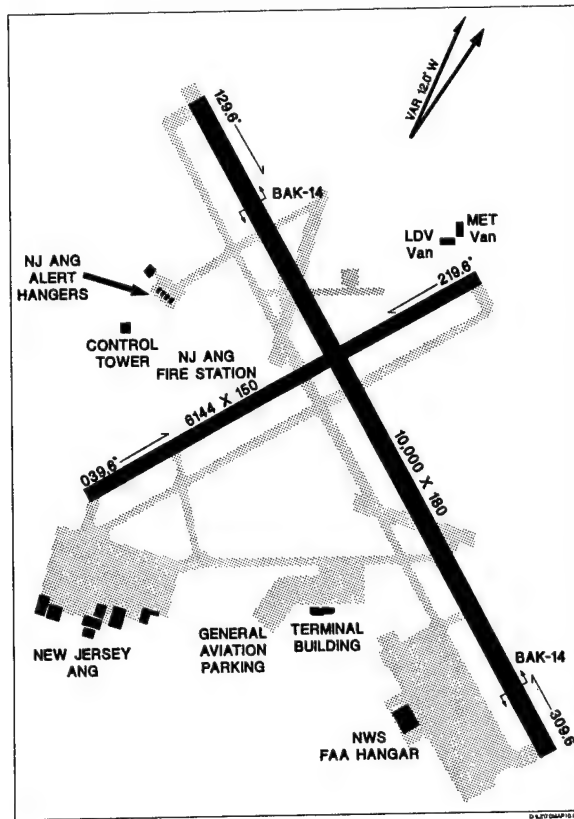 VAR 12.0° W
129.6°
BAK-14
MET
Van
LDV
Van
NJ ANG
ALERT
HANGERS
219.6°
CONTROL
TOWER
NJ ANG
FIRE STATION
6144 X 150
039.6°
10,000 X 180
NEW JERSEY
ANG
GENERAL
AVIATION
PARKING
TERMINAL
BUILDING
BAK-14
309.6
NWS
FAA HANGAR